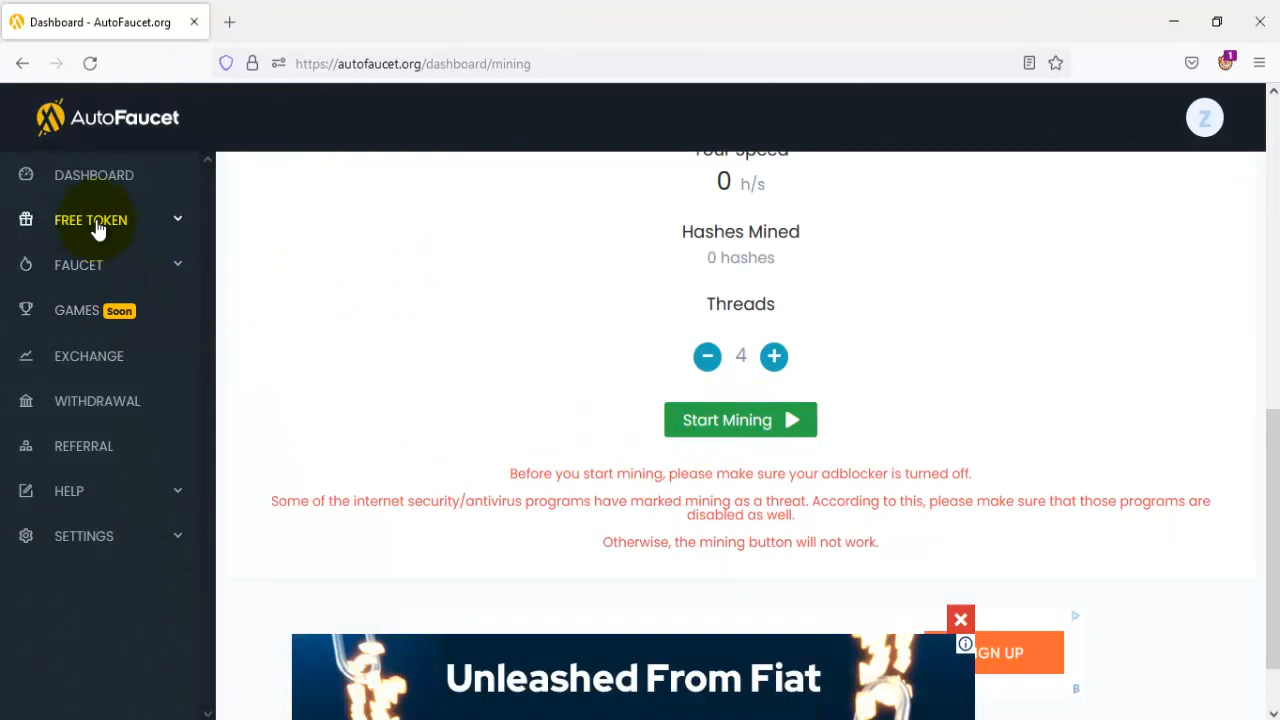 Dashboard - AutoFaucet.org
https://autofaucet.org/dashboard/mining
1
AutoFaucet
Z
DASHBOARD
FREE TOKEN
FAUCET
GAMES Soon
EXCHANGE
WITHDRAWAL
REFERRAL
HELP
SETTINGS
Your Speed
0 h/s
Hashes Mined
0 hashes
Threads
4
Start Mining
Before you start mining, please make sure your adblocker is turned off.
Some of the internet security/antivirus programs have marked mining as a threat. According to this, please make sure that those programs are
disabled as well.
Otherwise, the mining button will not work.
GN UP
B
Unleashed From Fiat